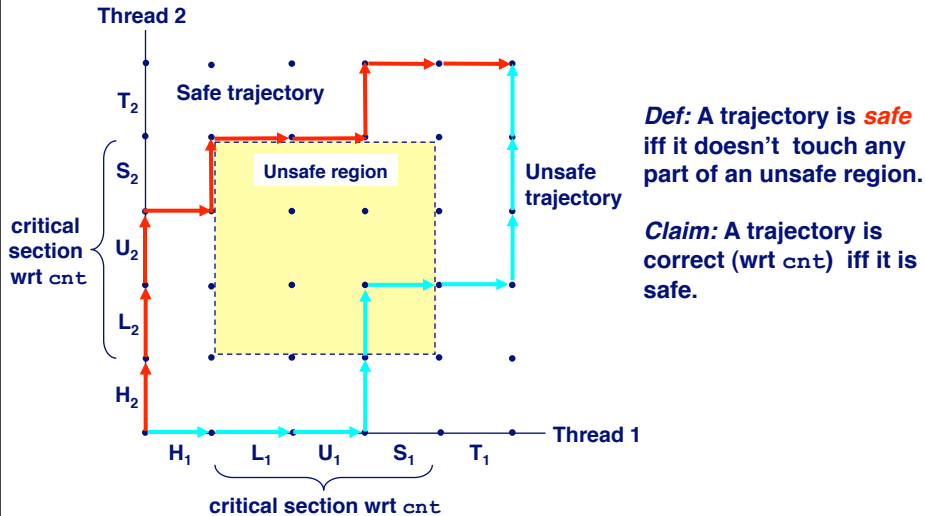 Thread 2
T2
Safe trajectory
S2
Unsafe region
Unsafe
trajectory
critical
section
wrt cnt
U2
L2
H2
Thread 1
H1 L1 U1 S1 T1
critical section wrt cnt
Def: A trajectory is safe
iff it doesn’t touch any
part of an unsafe region.
Claim: A trajectory is
correct (wrt cnt) iff it is
safe.